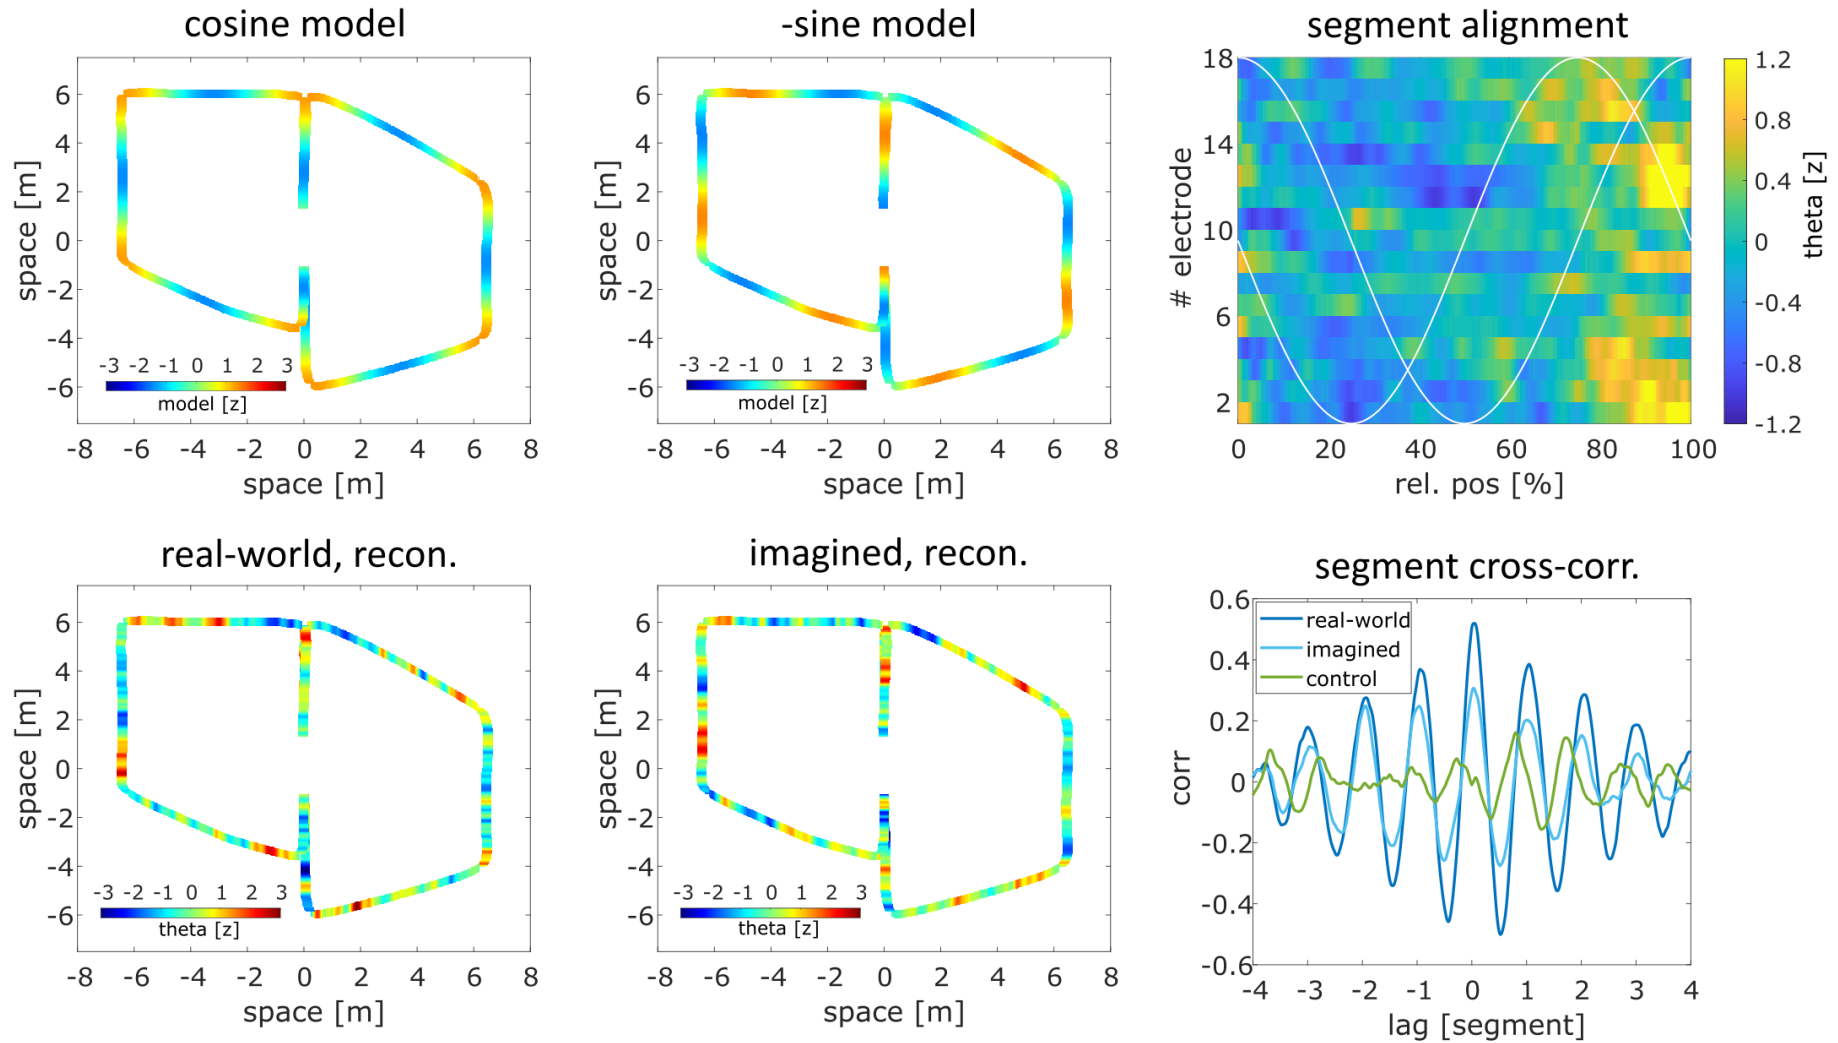 cosine model
-sine model
segment alignment
6
4
2
0
-2
-4
-6
space [m]
-3 -2 -1 0 1 2 3
model [z]
-8 -6 -4 -2 0 2 4 6 8
space [m]
6
4
2
0
-2
-4
-6
space [m]
-3 -2 -1 0 1 2 3
model [z]
-8 -6 -4 -2 0 2 4 6 8
space [m]
18
14
10
6
2
# electrode
0 20 40 60 80 100
rel. pos [%]
1.2
0.8
0.4
0
-0.4
-0.8
-1.2
theta [z]
real-world, recon.
imagined, recon.
segment cross-corr.
6
4
2
0
-2
-4
-6
space [m]
-3 -2 -1 0 1 2 3
theta [z]
-8 -6 -4 -2 0 2 4 6 8
space [m]
6
4
2
0
-2
-4
-6
space [m]
-3 -2 -1 0 1 2 3
theta [z]
-8 -6 -4 -2 0 2 4 6 8
space [m]
0.6
0.4
0.2
0
-0.2
-0.4
-0.6
corr
real-world
imagined
control
-4 -3 -2 -1 0 1 2 3 4
lag [segment]